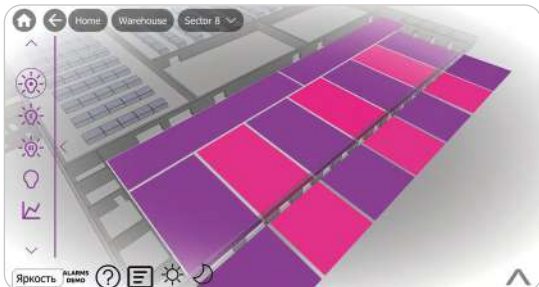 Home
Warehouse
Sector 8
Яркость
ALARMS
DEMO